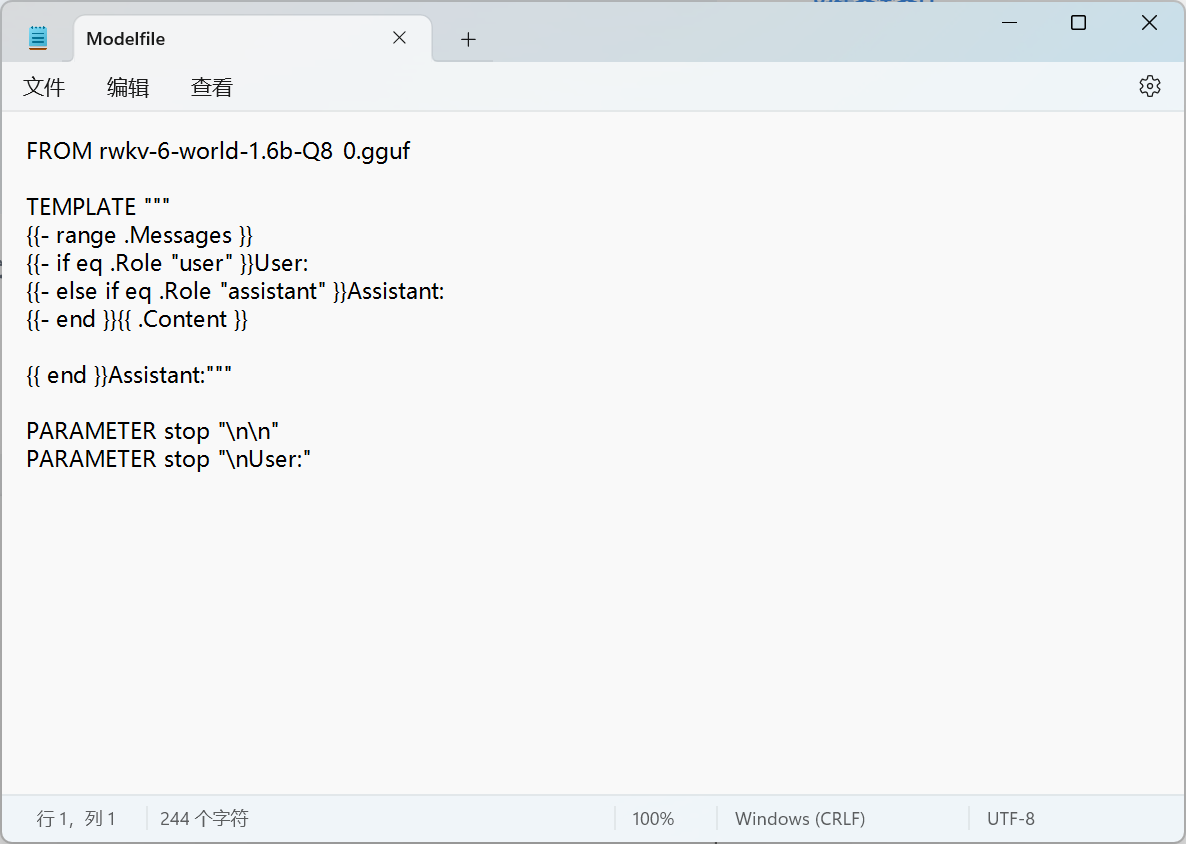 Modelfile
文件 编辑 查看
FROM rwkv-6-world-1.6b-Q8 0.gguf
TEMPLATE """
{{- range .Messages }}
{{- if eq .Role "user" }}User:
{{- else if eq .Role "assistant" }}Assistant:
{{- end }}{{ .Content }}
{{ end }}Assistant:"""
PARAMETER stop "\n\n"
PARAMETER stop "\nUser:"
行 1，列 1 244 个字符 100% Windows (CRLF) UTF-8